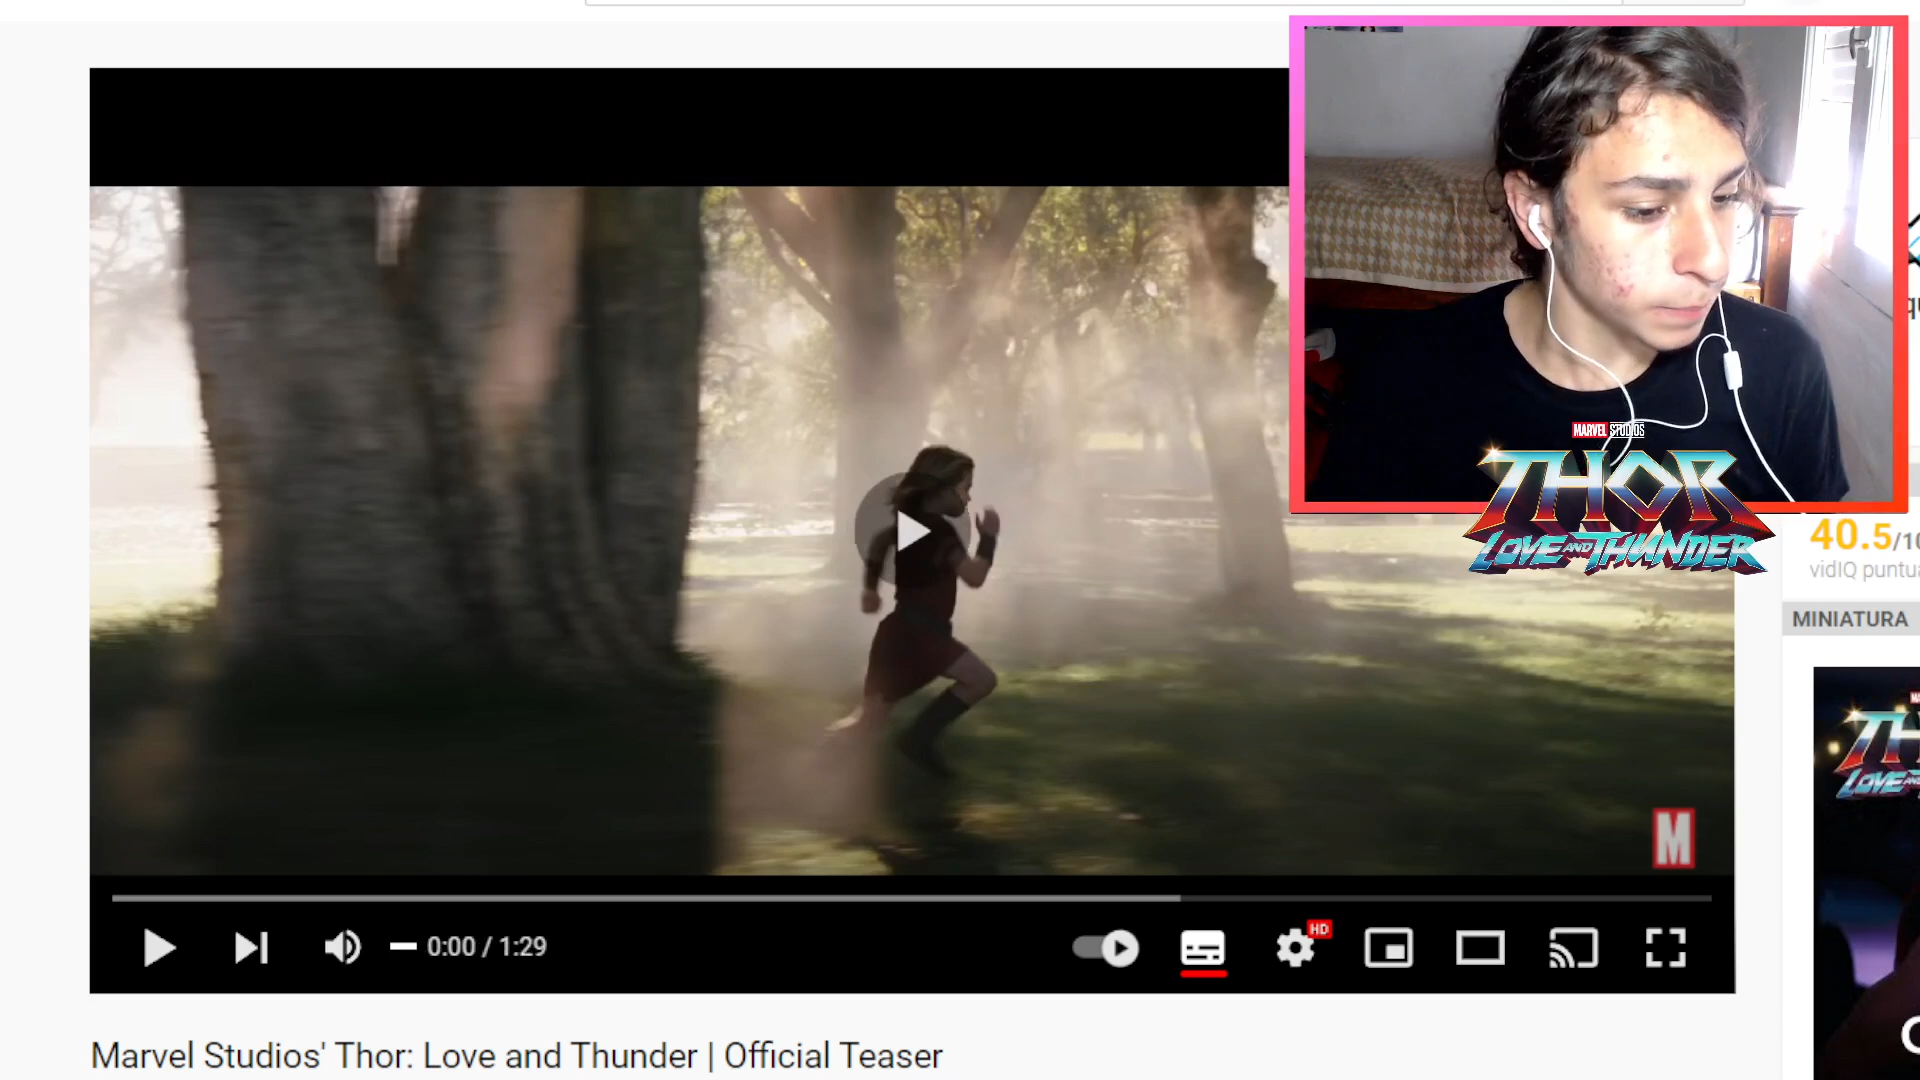 MARVEL STUDIOS
THOR
LOVE AND THUNDER
40.5/10
vidIQ puntua
MINIATURA
M
HD
0:00 / 1:29
Marvel Studios' Thor: Love and Thunder | Official Teaser